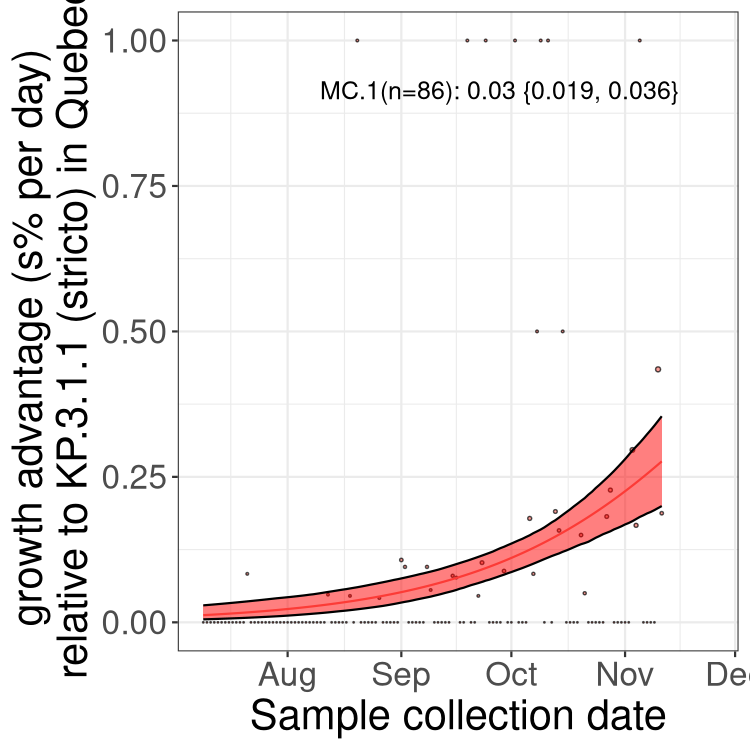 growth advantage (s% per day)
relative to KP.3.1.1 (stricto) in Quebec
1.00
0.75
0.50
0.25
0.00
MC.1(n=86): 0.03 {0.019, 0.036}
Aug Sep Oct Nov De
Sample collection date